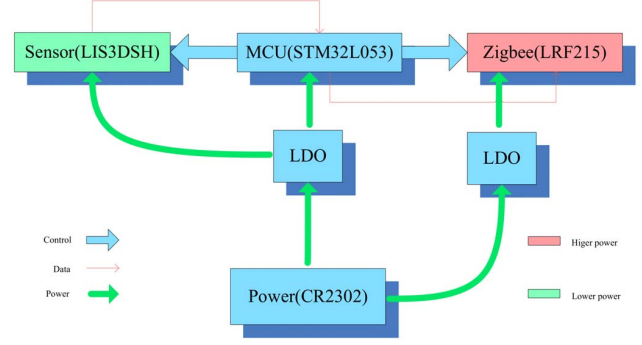 Sensor(LIS3DSH)
MCU(STM32L053)
Zigbee(LRF215)
LDO
LDO
Control
Data
Power
Power(CR2302)
Higer power
Lower power